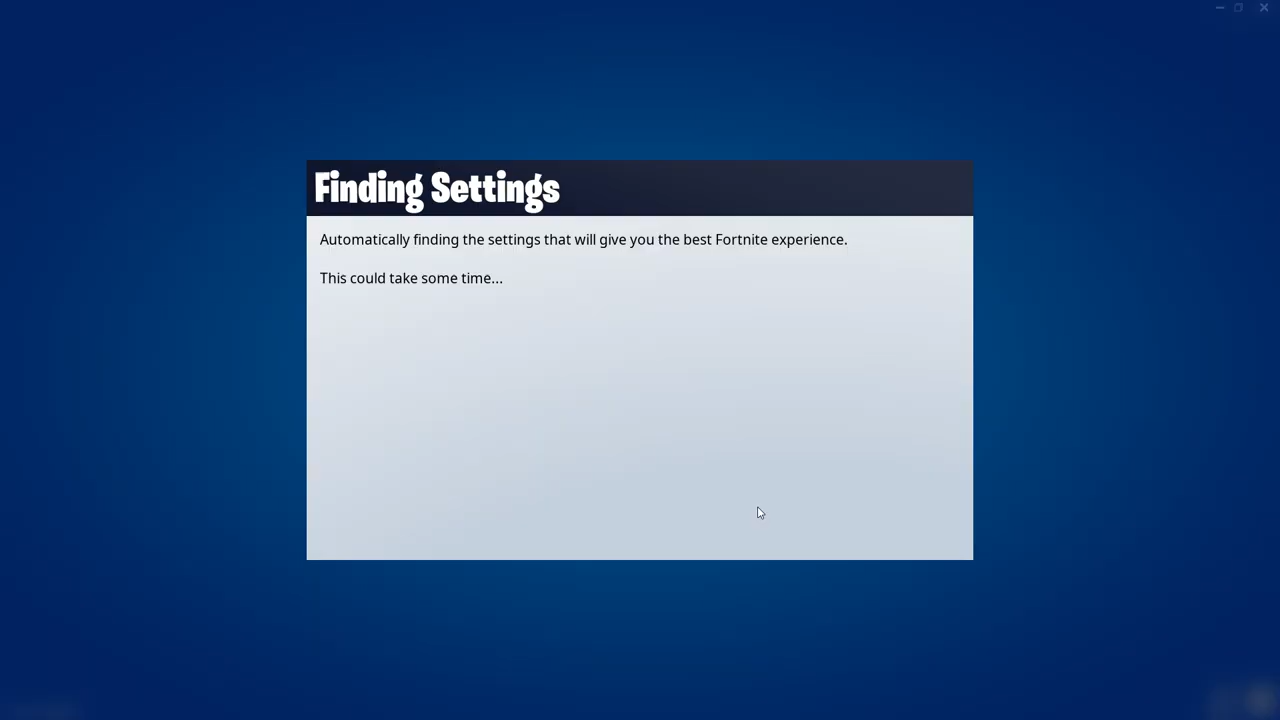 Finding Settings
Automatically finding the settings that will give you the best Fortnite experience.
This could take some time...